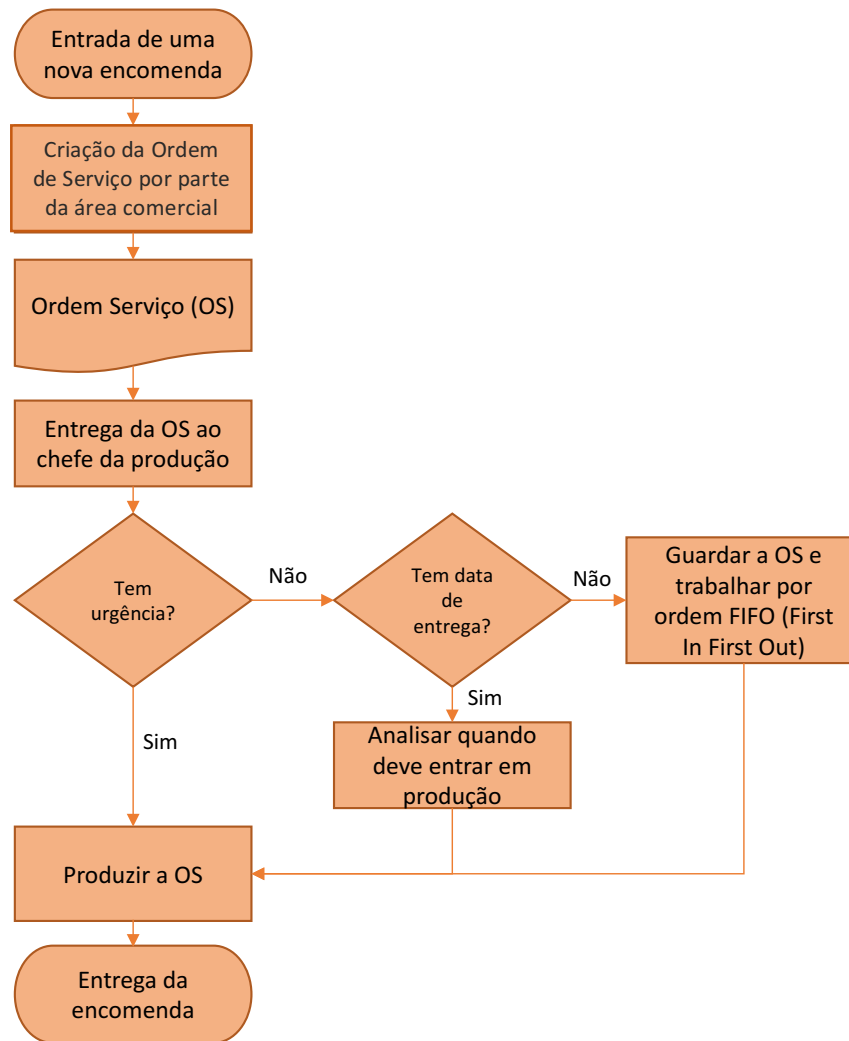 Entrada de uma
nova encomenda
Criação da Ordem
de Serviço por parte
da área comercial
Ordem Serviço (OS)
Entrega da OS ao
chefe da produção
Tem
urgência?
Não
Tem data
de
entrega?
Não
Guardar a OS e
trabalhar por
ordem FIFO (First
In First Out)
Sim
Sim
Analisar quando
deve entrar em
produção
Produzir a OS
Entrega da
encomenda